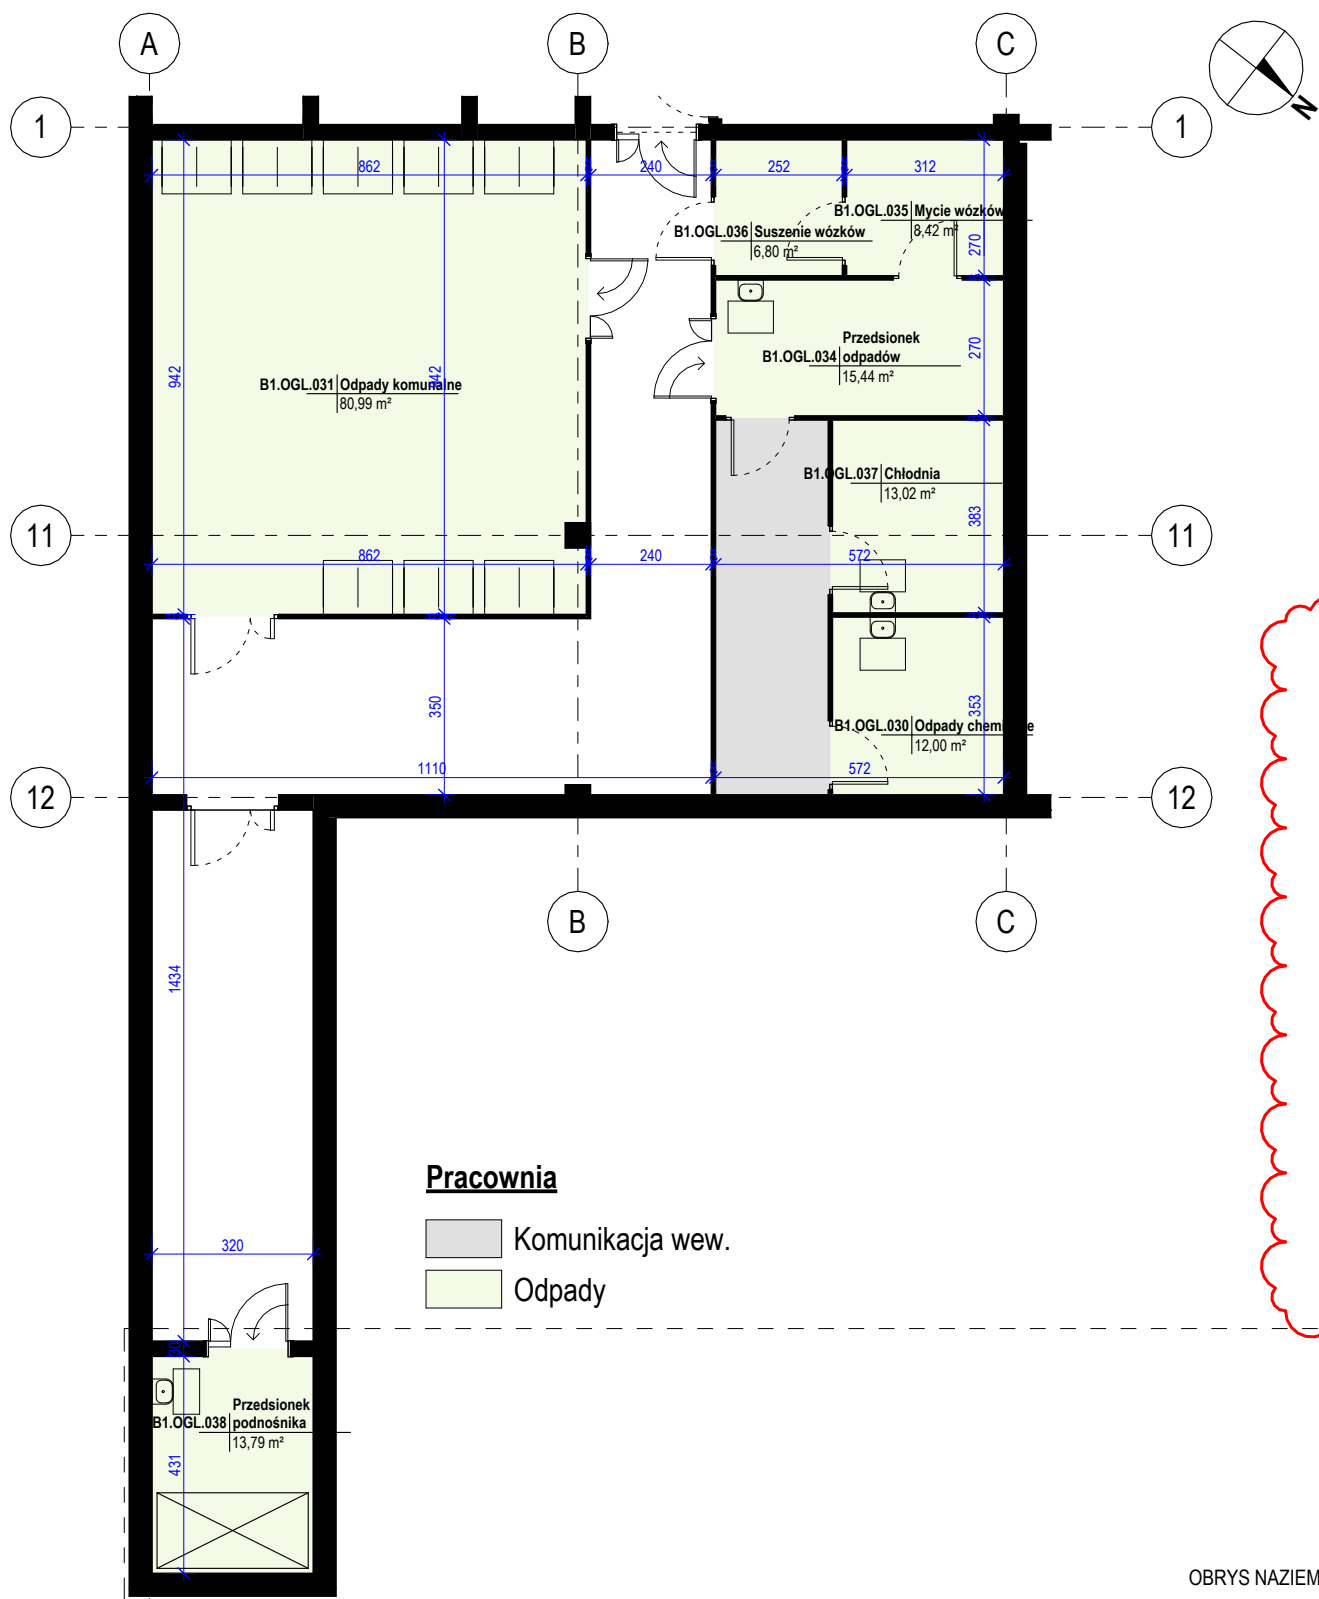 A
B
C
N
1
1
862
240
252
312
B1.OGL.035 Mycie wózków
8,42 m²
B1.OGL.036 Suszenie wózków
6,80 m²
270
Przedsionek
B1.OGL.034 odpadów
15,44 m²
270
942
942
B1.OGL.031 Odpady komunalne
80,99 m²
B1.OGL.037 Chłodnia
13,02 m²
383
11
11
862
240
572
350
353
B1.OGL.030 Odpady chemiczne
12,00 m²
1110
572
12
12
B
C
1434
Pracownia
Komunikacja wew.
Odpady
320
30
Przedsionek
B1.OGL.038 podnośnika
13,79 m²
431
OBRYS NAZIEM